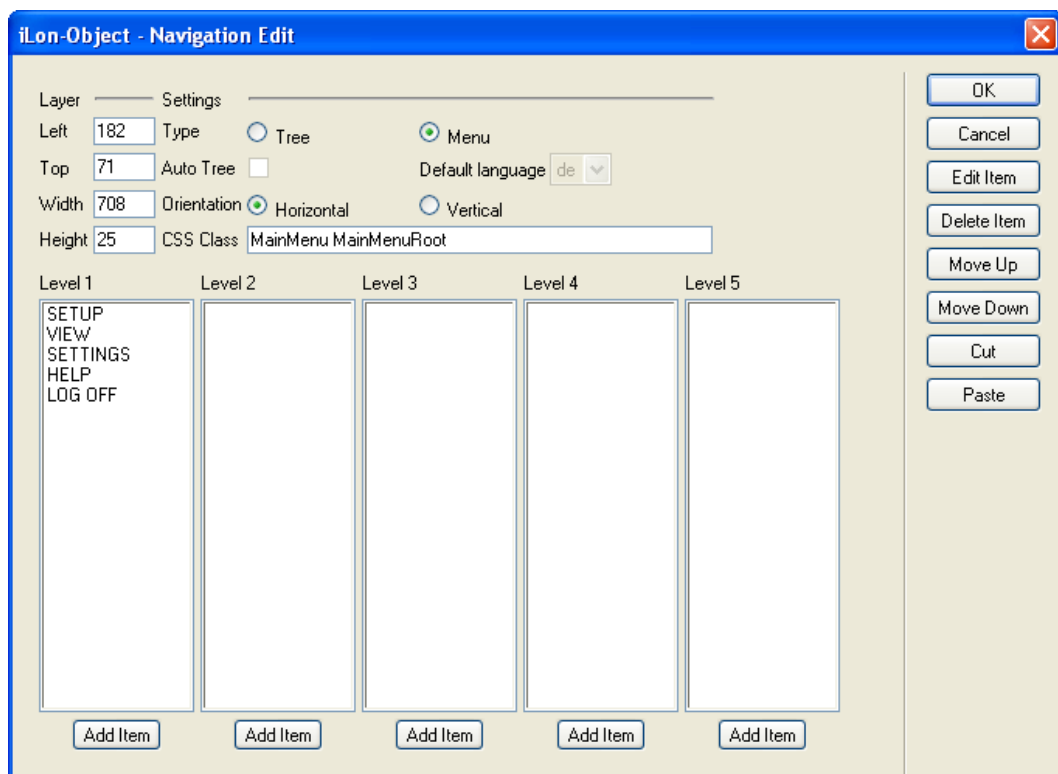 iLon-Object - Navigation Edit
Layer Settings OK
Left 182 Type Tree Menu Cancel
Top 71 Auto Tree Default language de
Edit Item
Width 708 Orientation Horizontal Vertical
Delete Item
Height 25 CSS Class MainMenu MainMenuRoot
Move Up
Level 1 Level 2 Level 3 Level 4 Level 5
SETUP Move Down
VIEW
SETTINGS Cut
HELP
LOG OFF Paste
Add Item Add Item Add Item Add Item Add Item